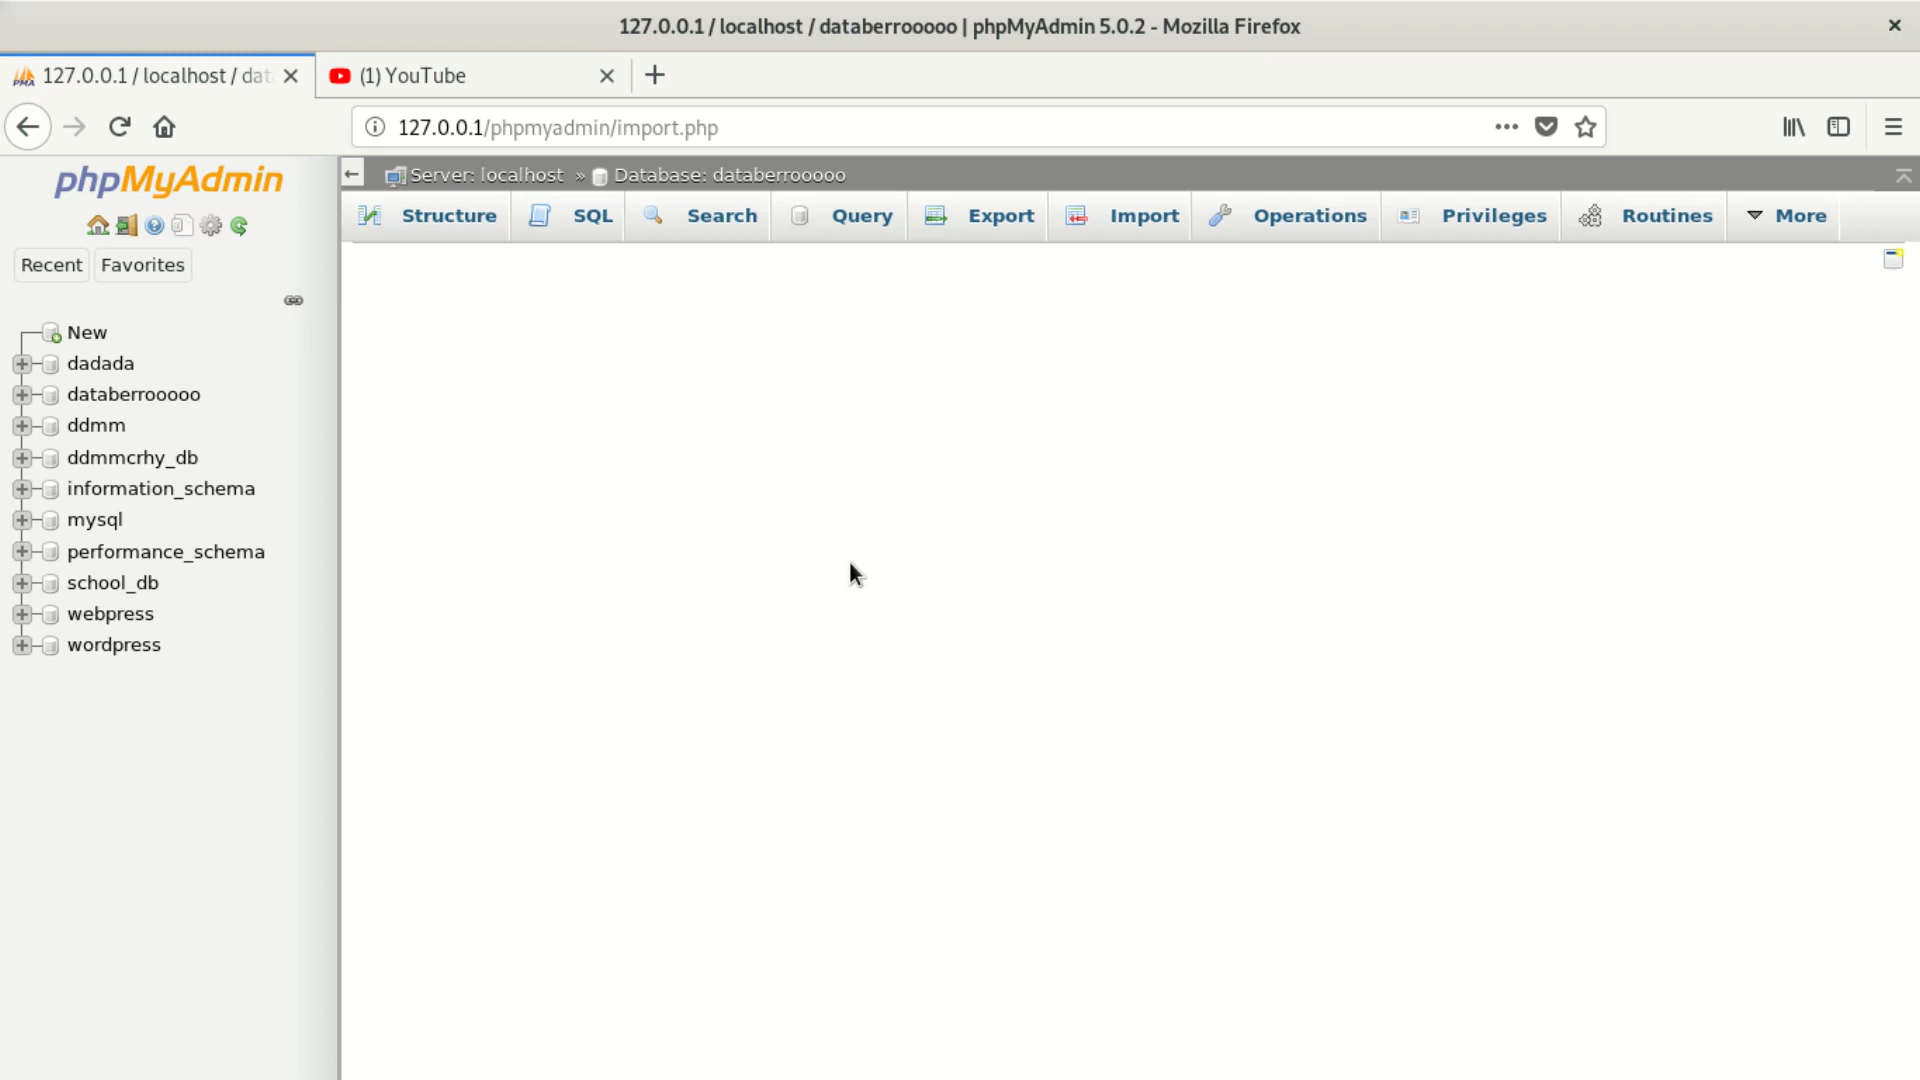 127.0.0.1 / localhost / databerrooooo | phpMyAdmin 5.0.2 - Mozilla Firefox
127.0.0.1 / localhost / dat
(1) YouTube
127.0.0.1/phpmyadmin/import.php
phpMyAdmin
Server: localhost » Database: databerrooooo
Structure SQL Search Query Export Import Operations Privileges Routines More
Recent Favorites
New
dadada
databerrooooo
ddmm
ddmmcrhy_db
information_schema
mysql
performance_schema
school_db
webpress
wordpress